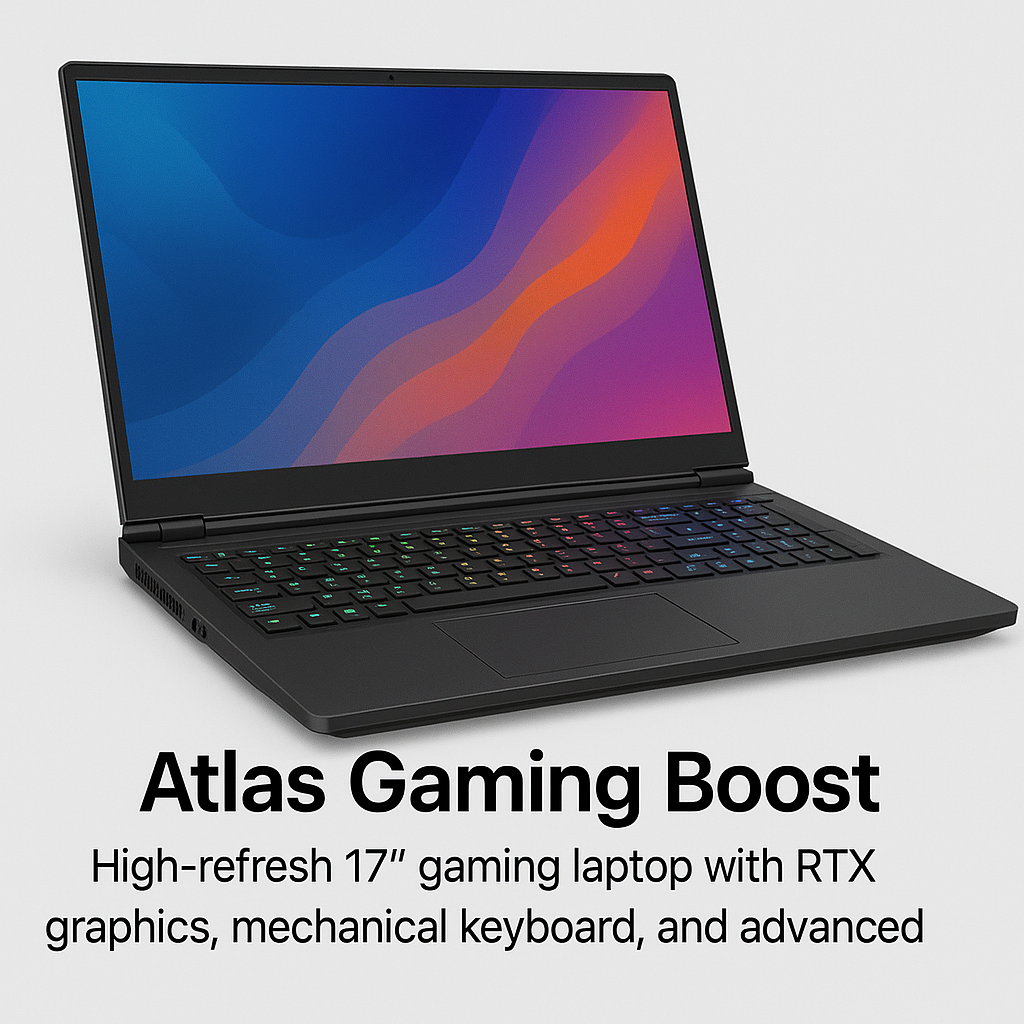 Atlas Gaming Boost
High-refresh 17″ gaming laptop with RTX
graphics, mechanical keyboard, and advanced